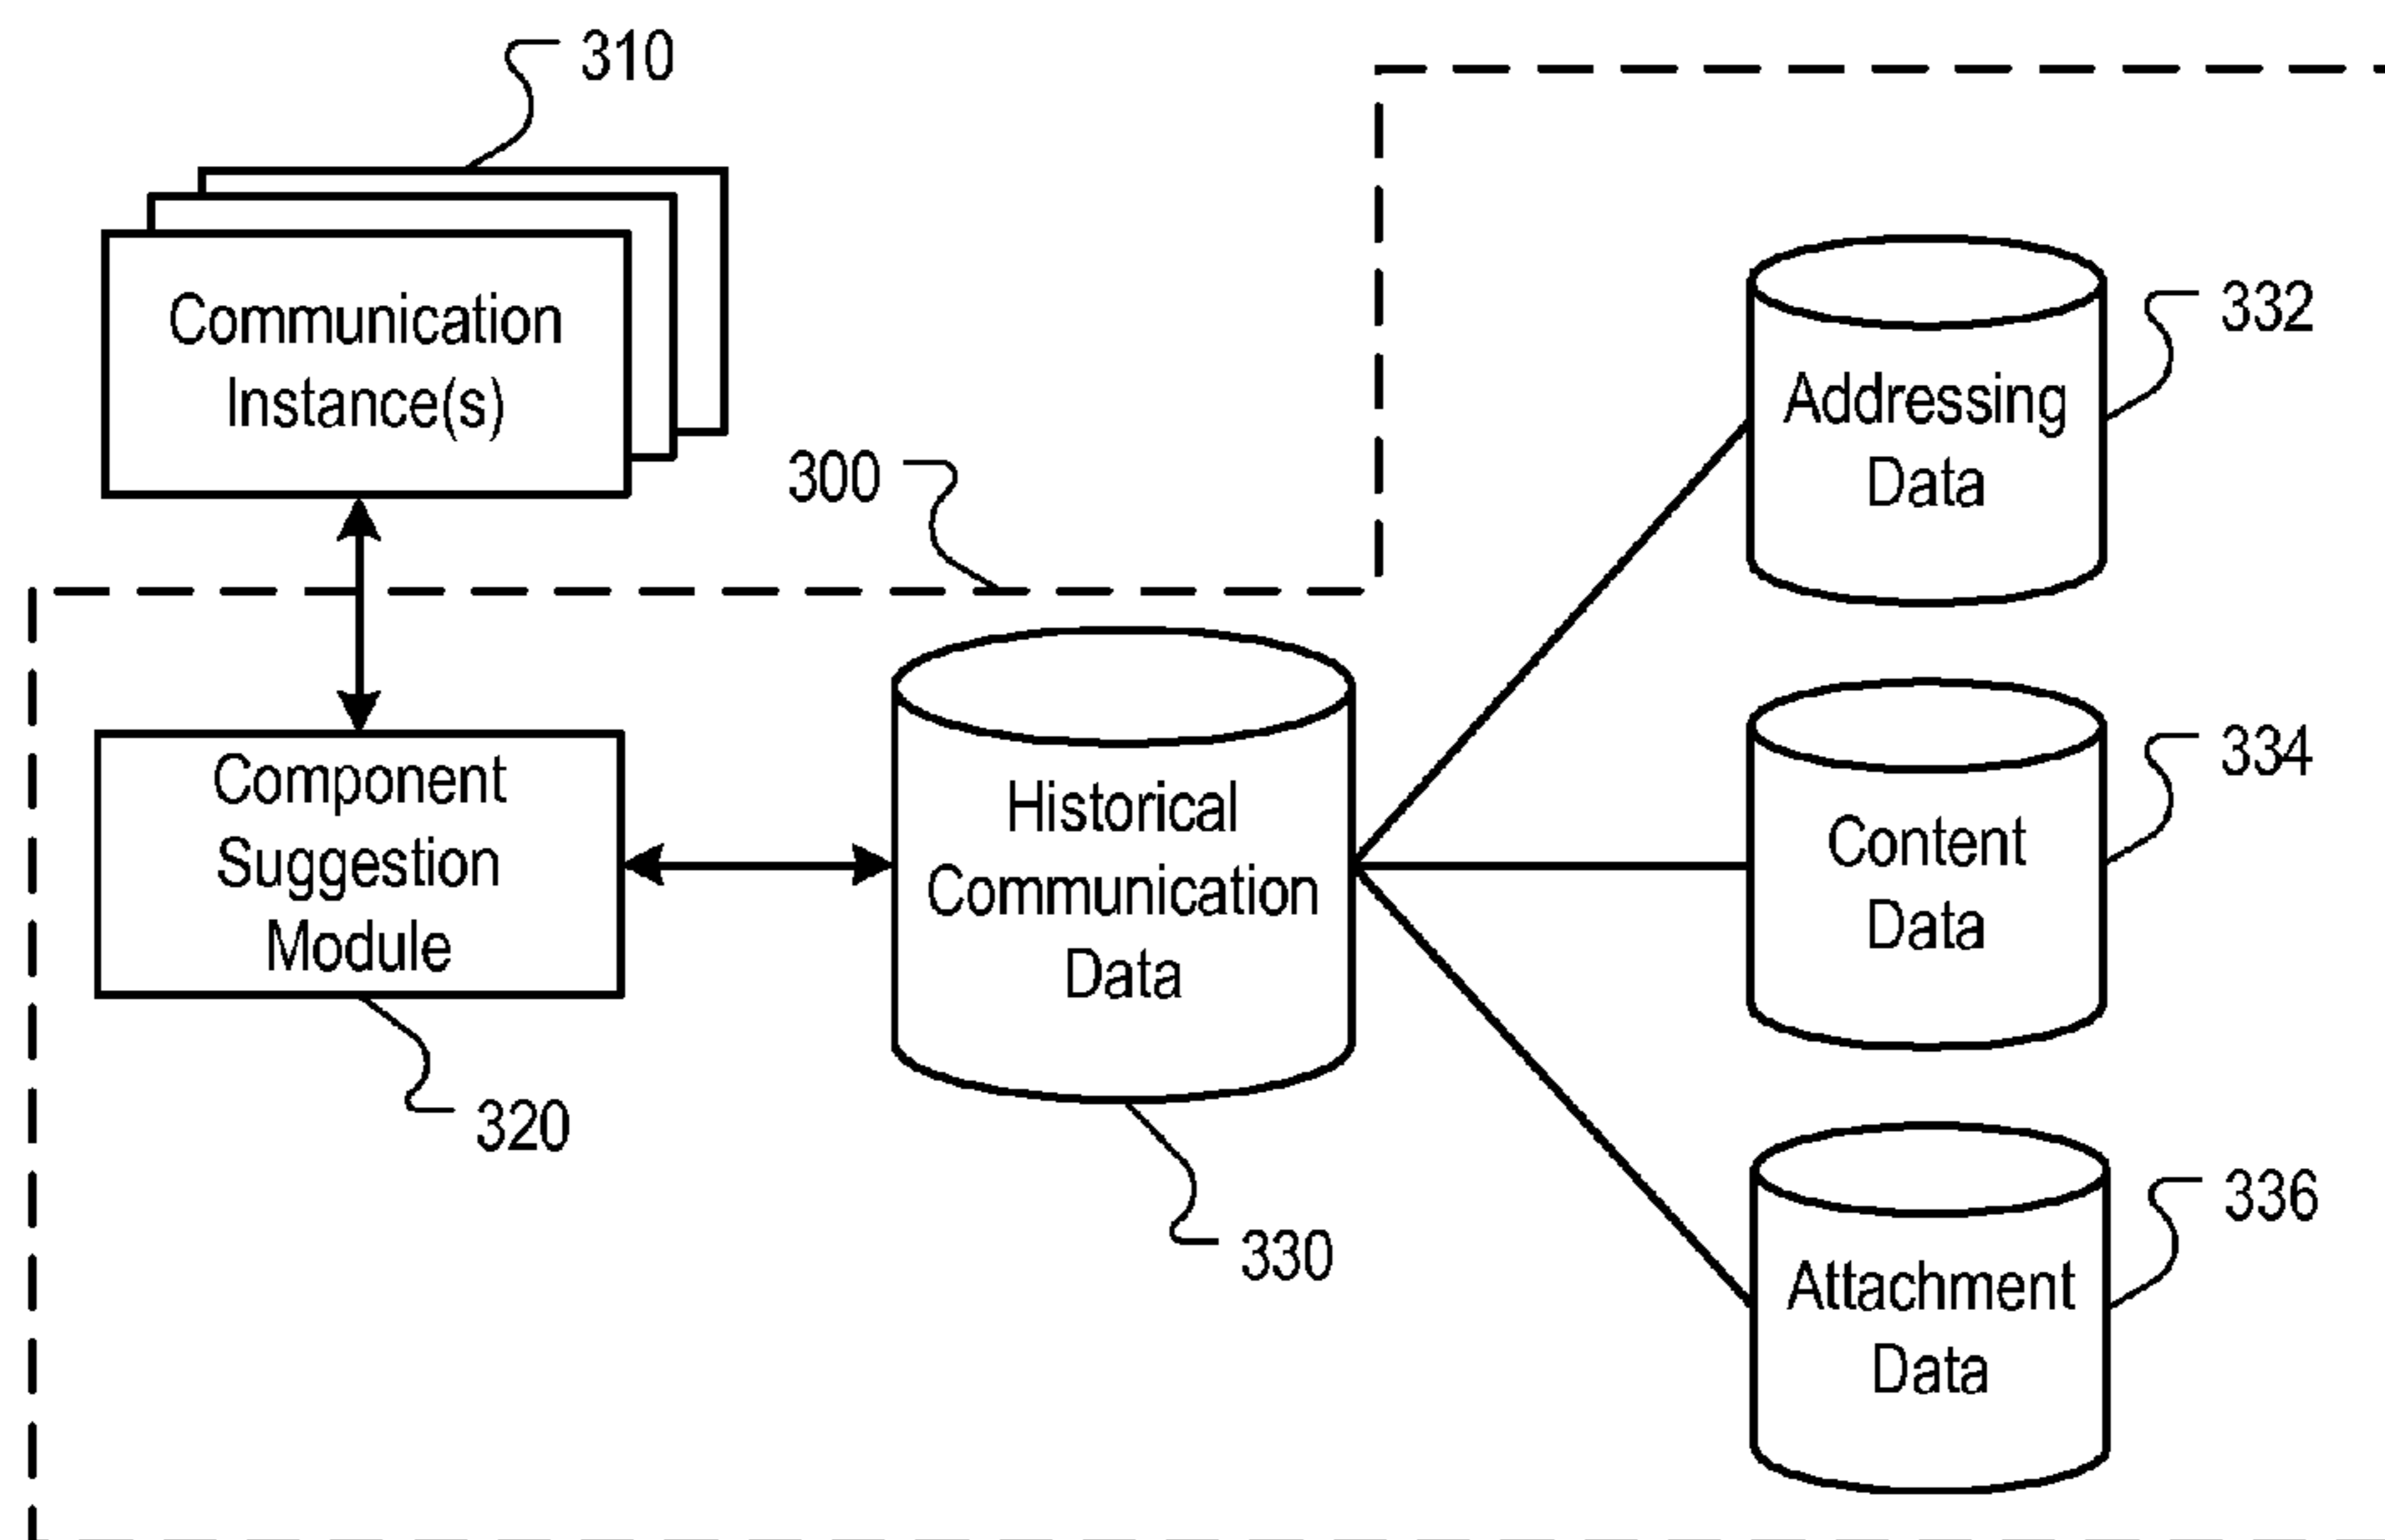 310
Communication
Instance(s)
300
332
Addressing
Data
Component
Suggestion
Module
320
Historical
Communication
Data
330
334
Content
Data
336
Attachment
Data